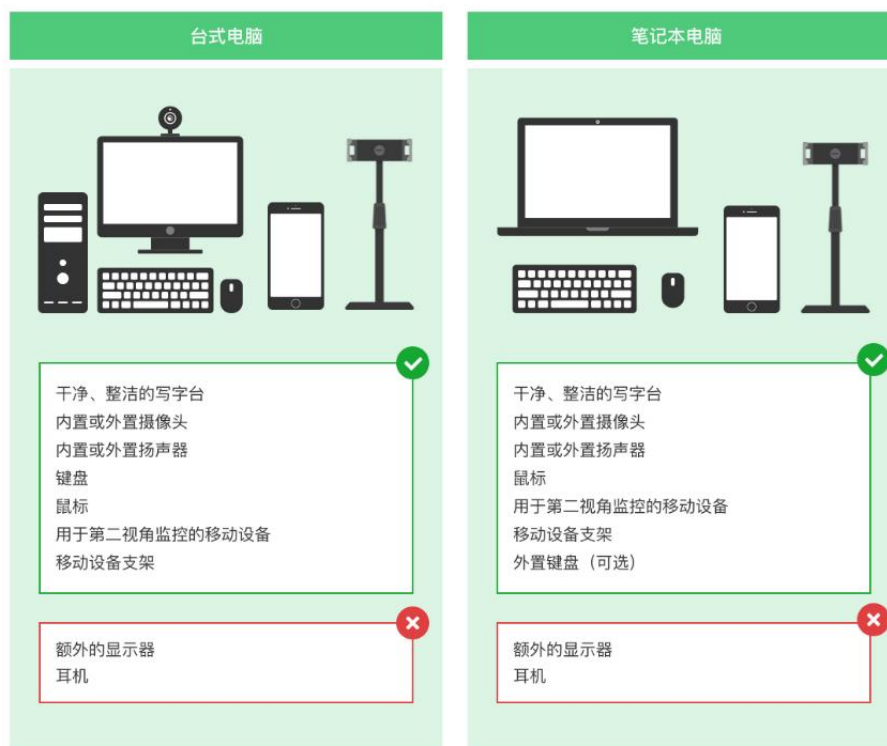 台式电脑
干净、整洁的写字台
内置或外置摄像头
内置或外置扬声器
键盘
鼠标
用于第二视角监控的移动设备
移动设备支架
额外的显示器
耳机
笔记本电脑
干净、整洁的写字台
内置或外置摄像头
内置或外置扬声器
鼠标
用于第二视角监控的移动设备
移动设备支架
外置键盘（可选）
额外的显示器
耳机